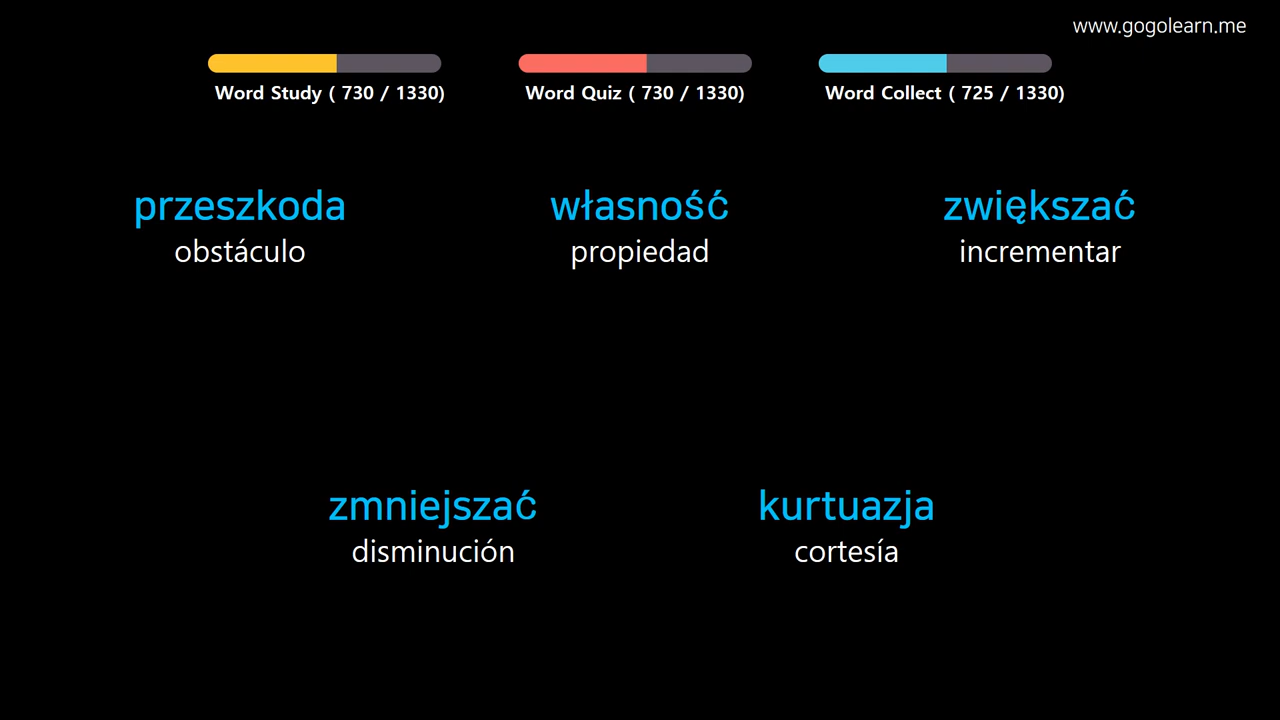 www.gogolearn.me
Word Study ( 730 / 1330)
Word Quiz ( 730 / 1330)
Word Collect ( 725 / 1330)
przeszkoda
obstáculo
własność
propiedad
zwiększać
incrementar
zmniejszać
disminución
kurtuazja
cortesía